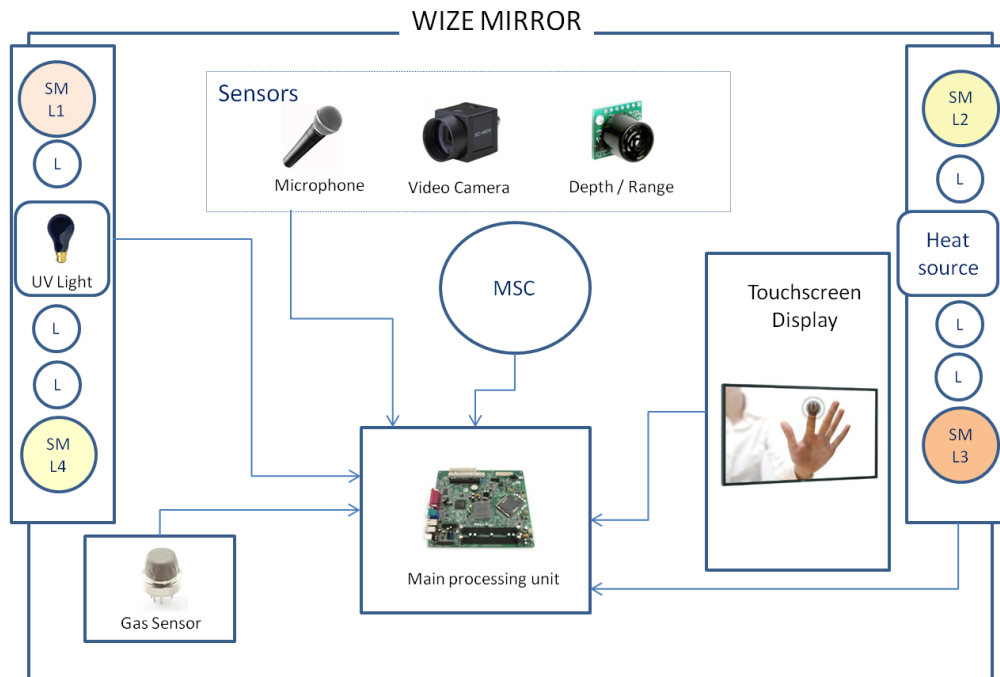 WIZE MIRROR
SM
L1
L
UV Light
L
L
SM
L4
Sensors
Microphone
Video Camera
Depth / Range
MSC
Touchscreen
Display
SM
L2
L
Heat
source
L
L
SM
L3
Main processing unit
Gas Sensor